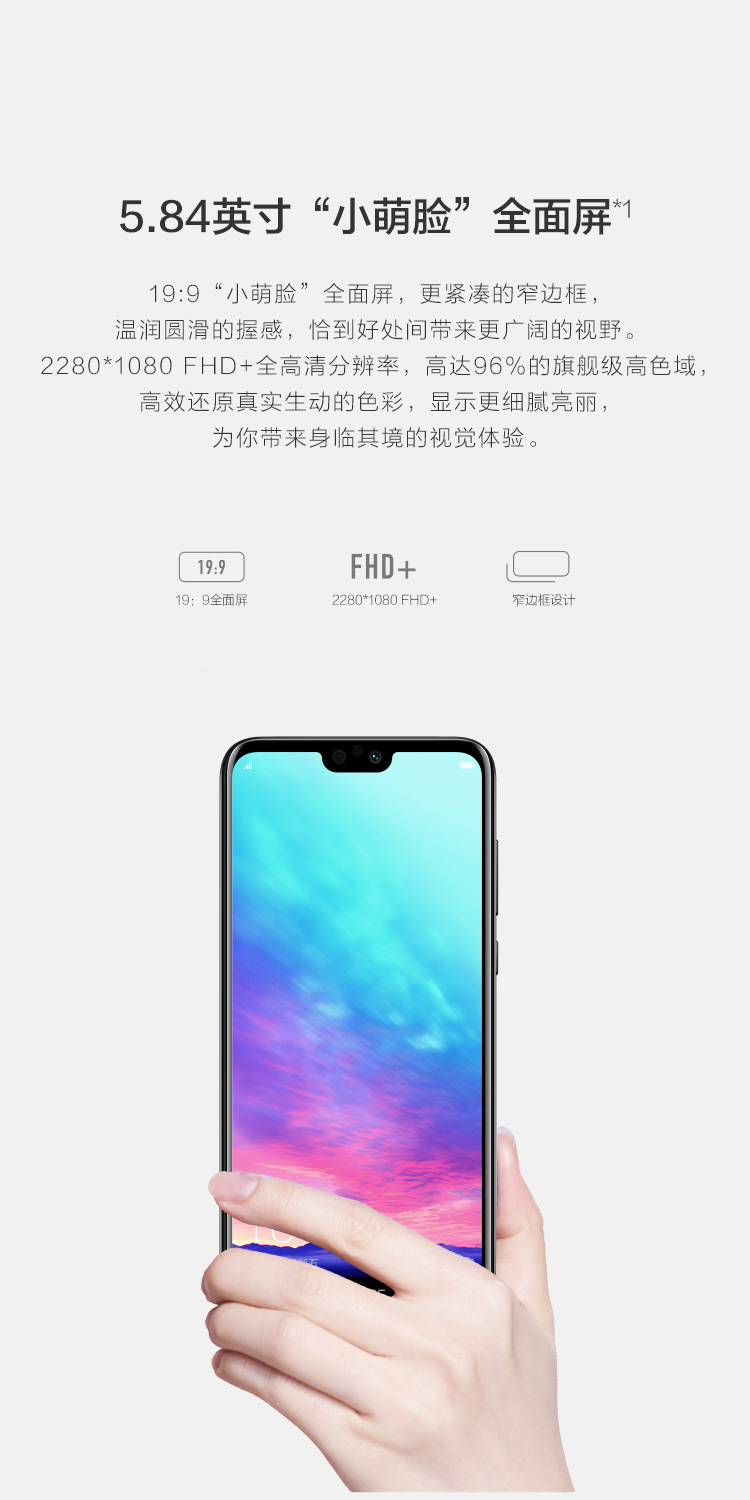 5.84英寸“小萌脸”全面屏*1
19:9“小萌脸”全面屏，更紧凑的窄边框，
温润圆滑的握感，恰到好处间带来更广阔的视野。
2280*1080 FHD+全高清分辨率，高达96%的旗舰级高色域，
高效还原真实生动的色彩，显示更细腻亮丽，
为你带来身临其境的视觉体验。
19:9 FHD+
19：9全面屏 2280*1080 FHD+ 窄边框设计